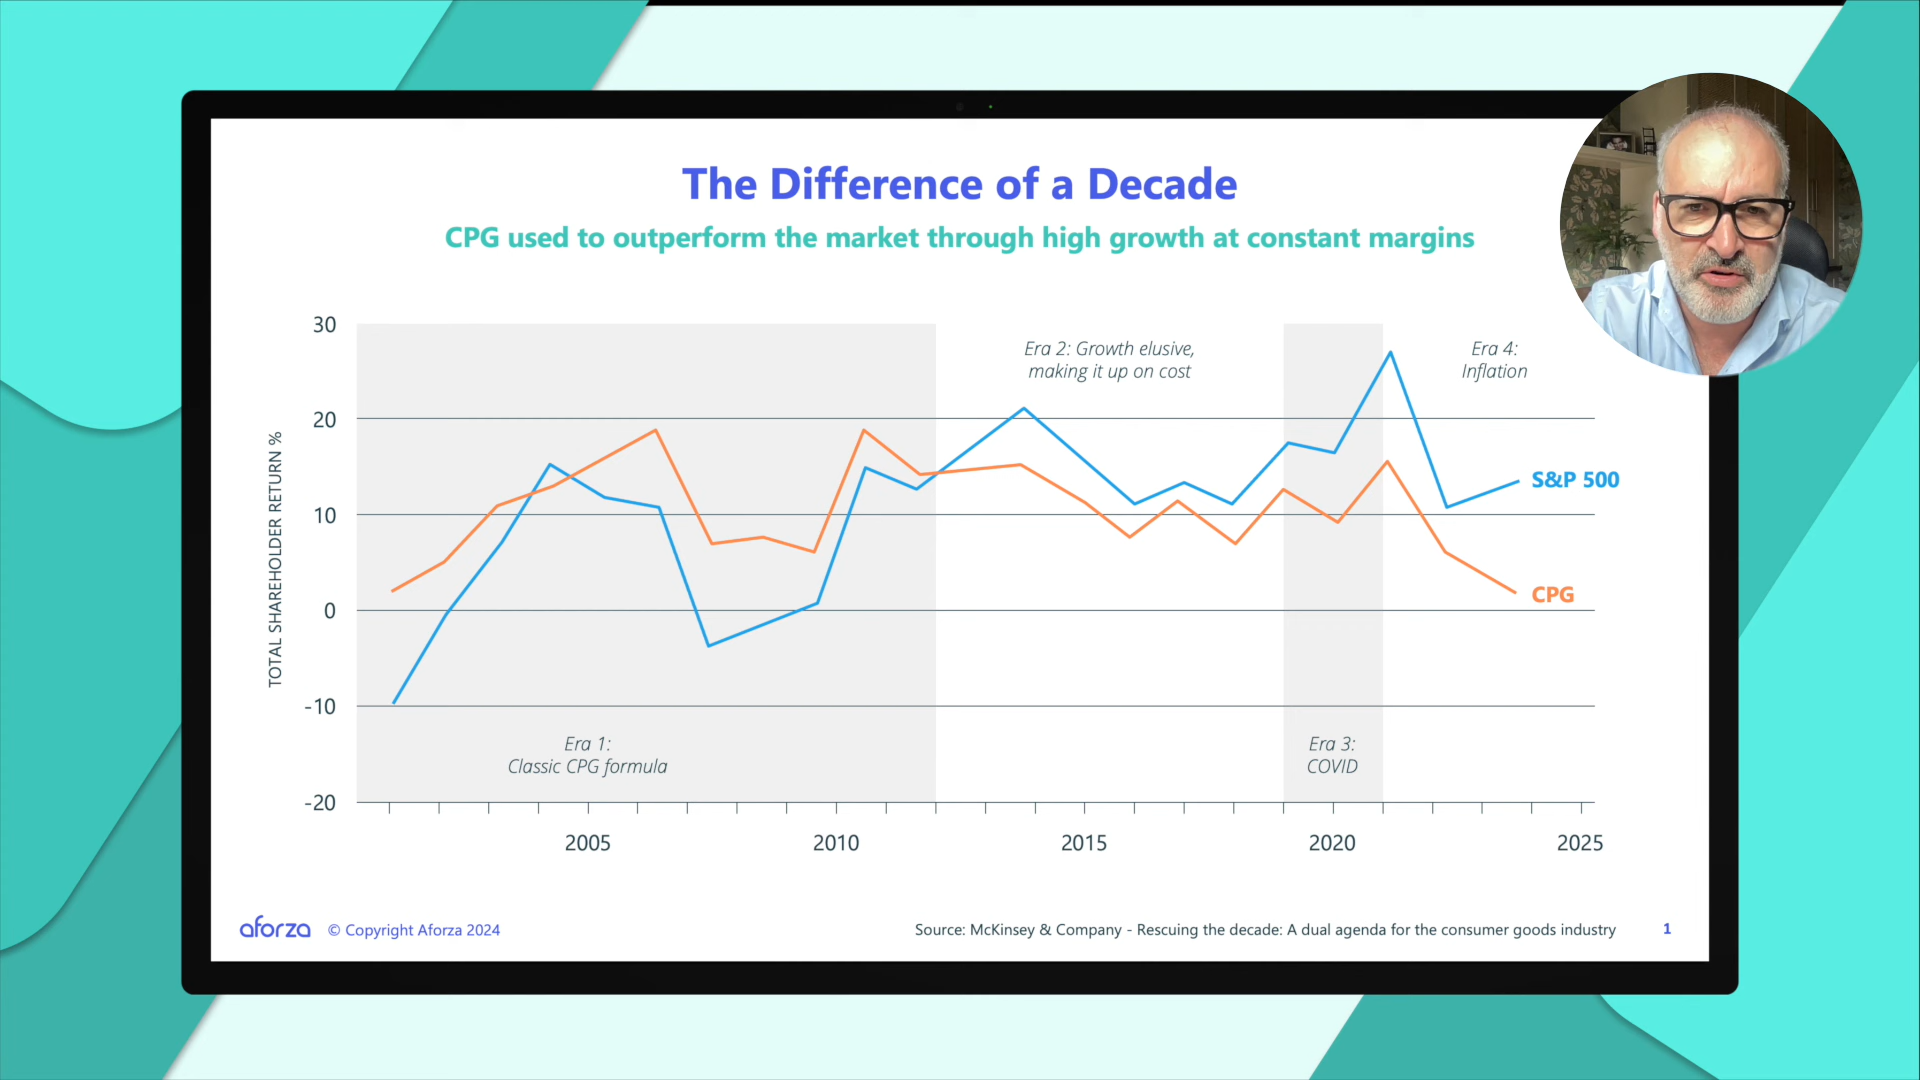 The Difference of a Decade
CPG used to outperform the market through high growth at constant margins
TOTAL SHAREHOLDER RETURN %
30
20
10
0
-10
-20
Era 2: Growth elusive,
making it up on cost
Era 4:
Inflation
S&P 500
CPG
Era 1:
Classic CPG formula
Era 3:
COVID
2005
2010
2015
2020
2025
aforza
© Copyright Aforza 2024
Source: McKinsey & Company - Rescuing the decade: A dual agenda for the consumer goods industry
1